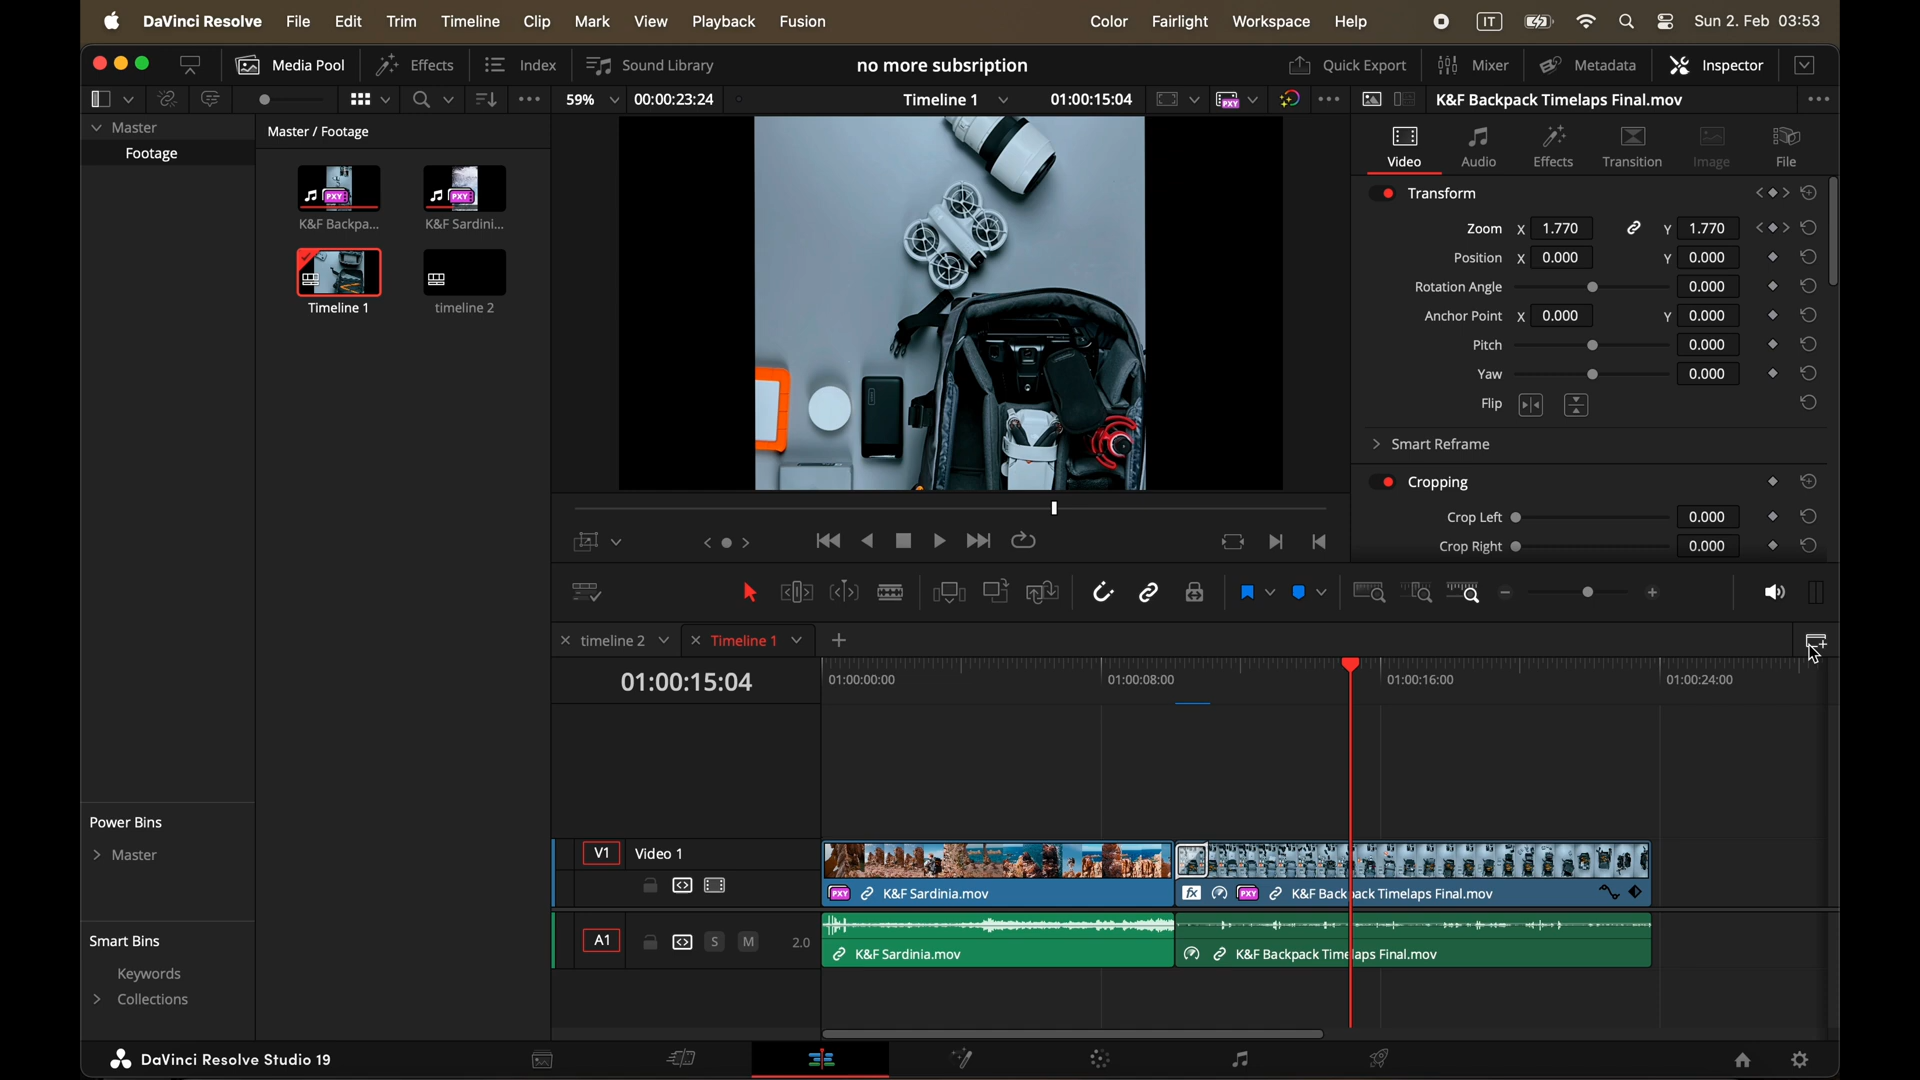 DaVinci Resolve File Edit Trim Timeline Clip Mark View Playback Fusion Color Fairlight Workspace Help IT Sun 2. Feb 03:53
Media Pool Effects Index Sound Library no more subsription Quick Export Mixer Metadata Inspector
59% 00:00:23:24 Timeline 1 01:00:15:04 PXY K&F Backpack Timelaps Final.mov
Master
Footage
Master / Footage
PXY
K&F Backpa...
PXY
K&F Sardini...
Timeline 1
timeline 2
Power Bins
Master
Smart Bins
Keywords
Collections
Video Audio Effects Transition Image File
Transform
Zoom X 1.770 Y 1.770
Position X 0.000 Y 0.000
Rotation Angle 0.000
Anchor Point X 0.000 Y 0.000
Pitch 0.000
Yaw 0.000
Flip
Smart Reframe
Cropping
Crop Left 0.000
Crop Right 0.000
timeline 2 Timeline 1
01:00:15:04 01:00:00:00 01:00:08:00 01:00:16:00 01:00:24:00
V1 Video 1
PXY K&F Sardinia.mov fx PXY K&F Backpack Timelaps Final.mov
A1 S M 2.0
K&F Sardinia.mov K&F Backpack Timelaps Final.mov
DaVinci Resolve Studio 19